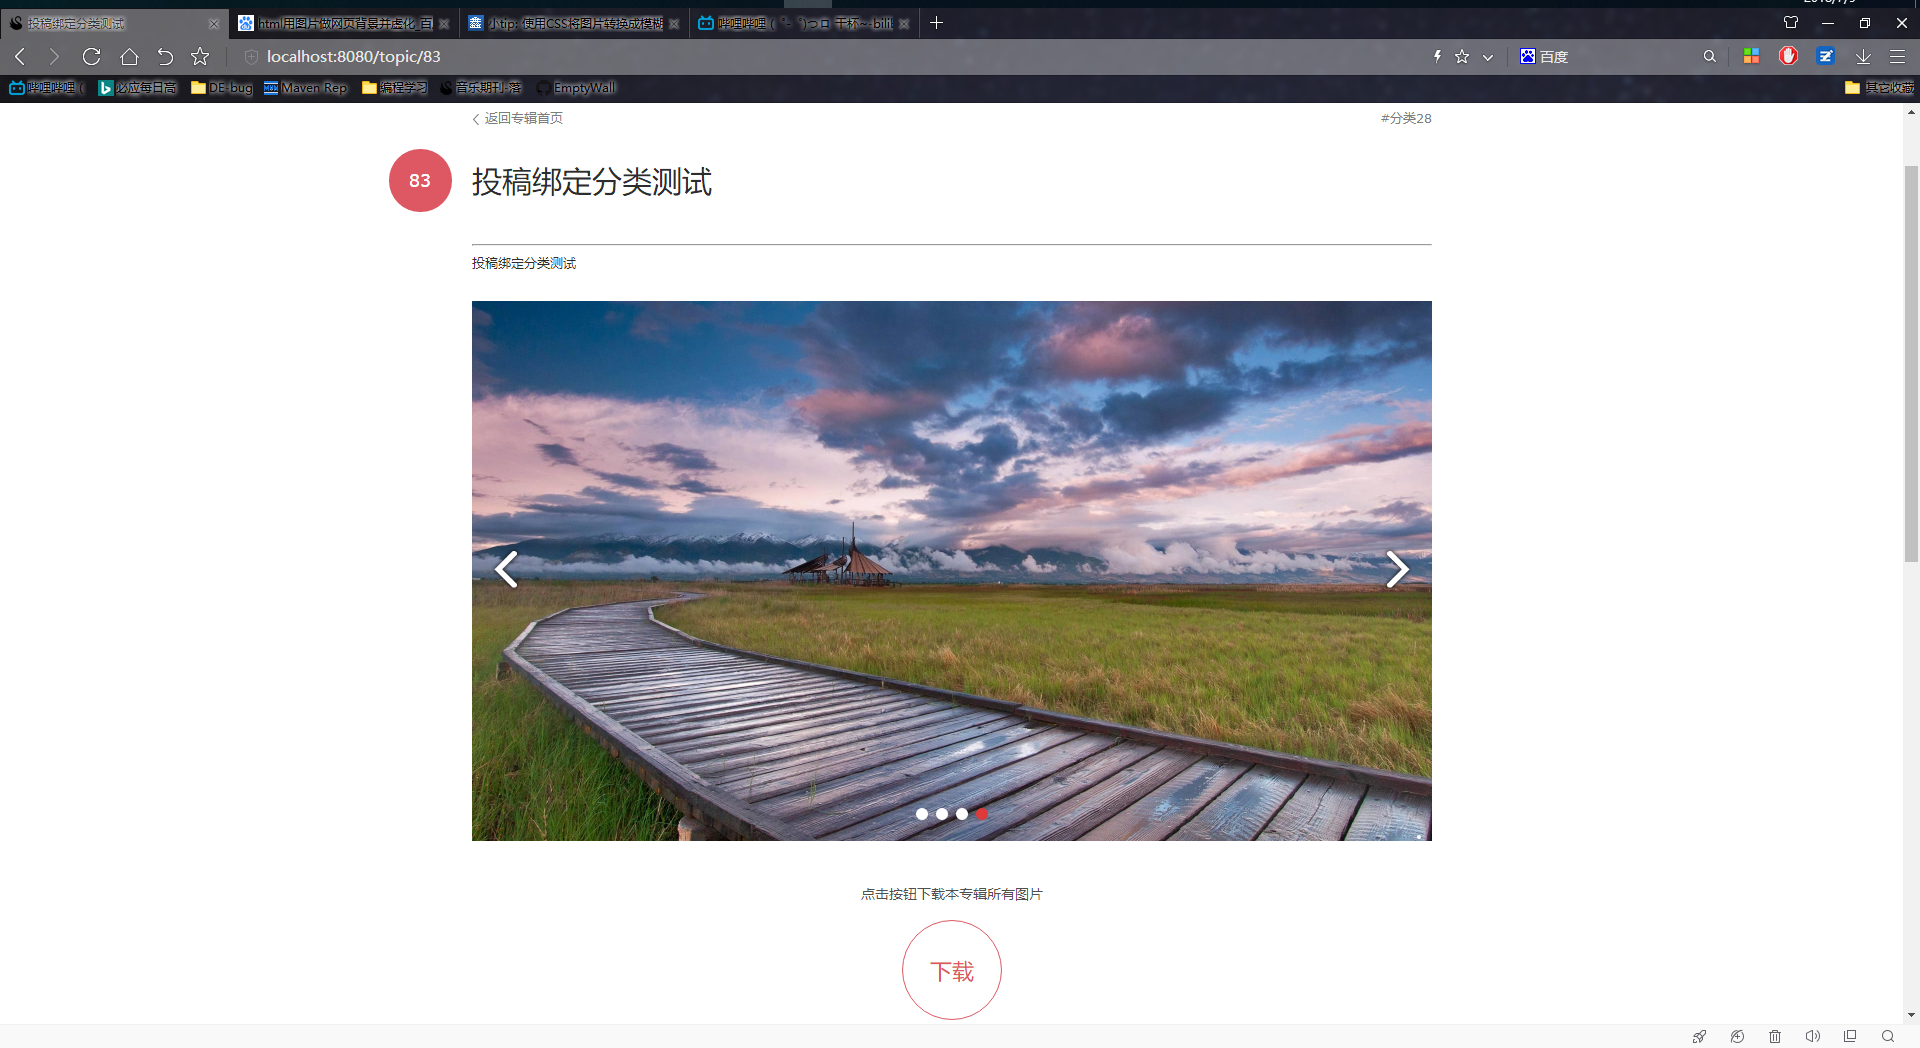 投稿绑定分类测试
html用图片做网页背景并虚化_百
小tip: 使用CSS将图片转换成模糊
哔哩哔哩 ( ゜- ゜)つロ 干杯~-bili
localhost:8080/topic/83
百度
哔哩哔哩 (
必应每日高
DE-bug
Maven Rep
编程学习
音乐期刊-落
EmptyWall
其它收藏
返回专辑首页
#分类28
83
投稿绑定分类测试
投稿绑定分类测试
点击按钮下载本专辑所有图片
下载